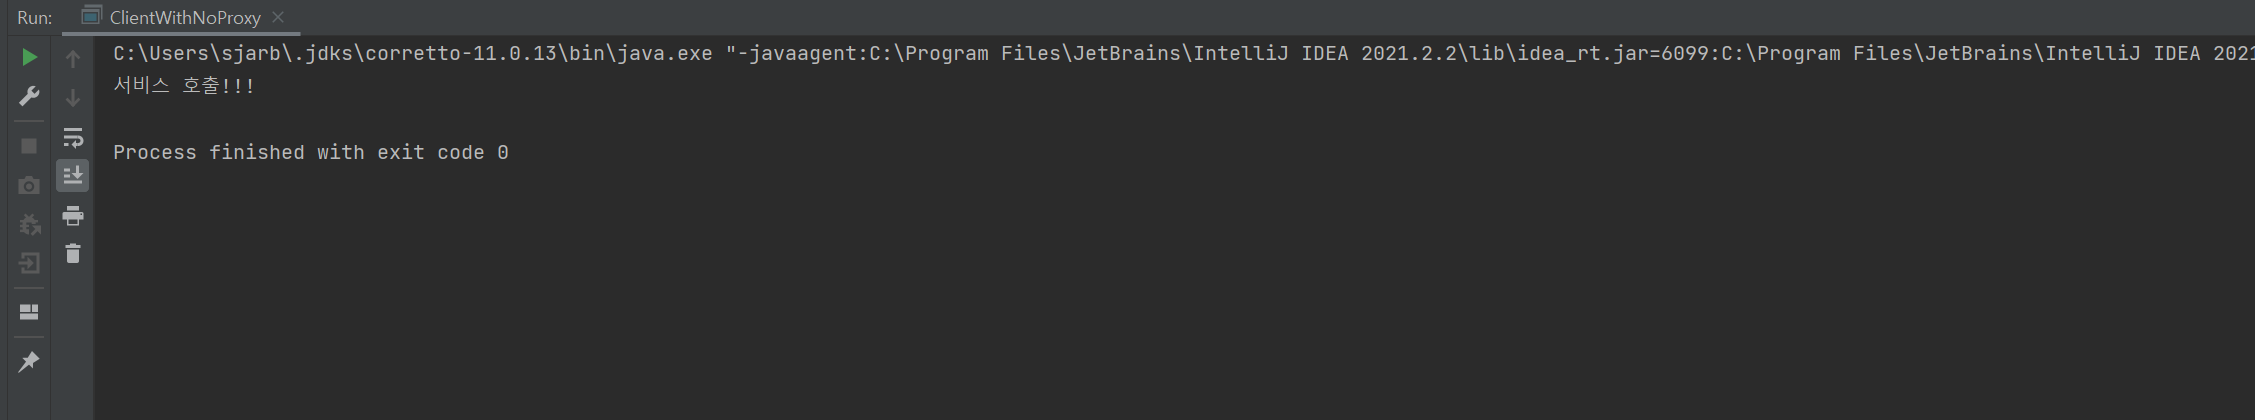 Run: ClientWithNoProxy
C:\Users\sjarb\.jdks\corretto-11.0.13\bin\java.exe "-javaagent:C:\Program Files\JetBrains\IntelliJ IDEA 2021.2.2\lib\idea_rt.jar=6099:C:\Program Files\JetBrains\IntelliJ IDEA 2021
서비스 호출!!!
Process finished with exit code 0